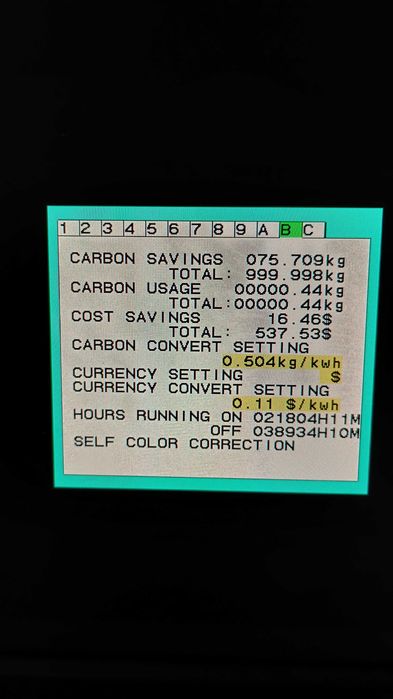 1 2 3 4 5 6 7 8 9 A B C
CARBON SAVINGS 075.709kg
TOTAL: 999.998kg
CARBON USAGE 00000.44kg
TOTAL:00000.44kg
COST SAVINGS 16.46$
TOTAL: 537.53$
CARBON CONVERT SETTING
0.504kg/kwh
CURRENCY SETTING $
CURRENCY CONVERT SETTING
0.11 $/kwh
HOURS RUNNING ON 021804H11M
OFF 038934H10M
SELF COLOR CORRECTION